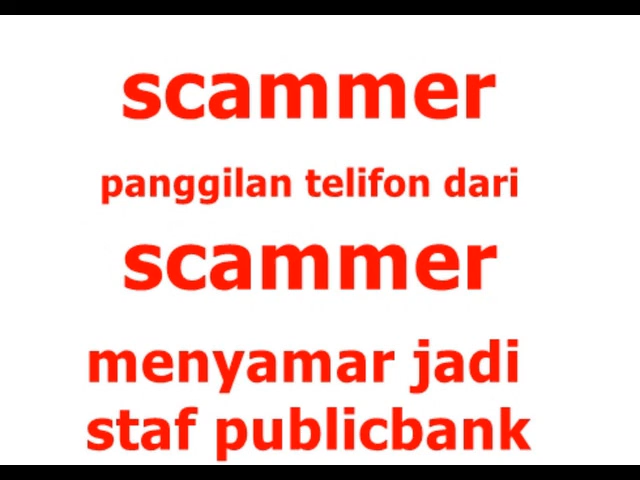 scammer
panggilan telifon dari
scammer
menyamar jadi
staf publicbank